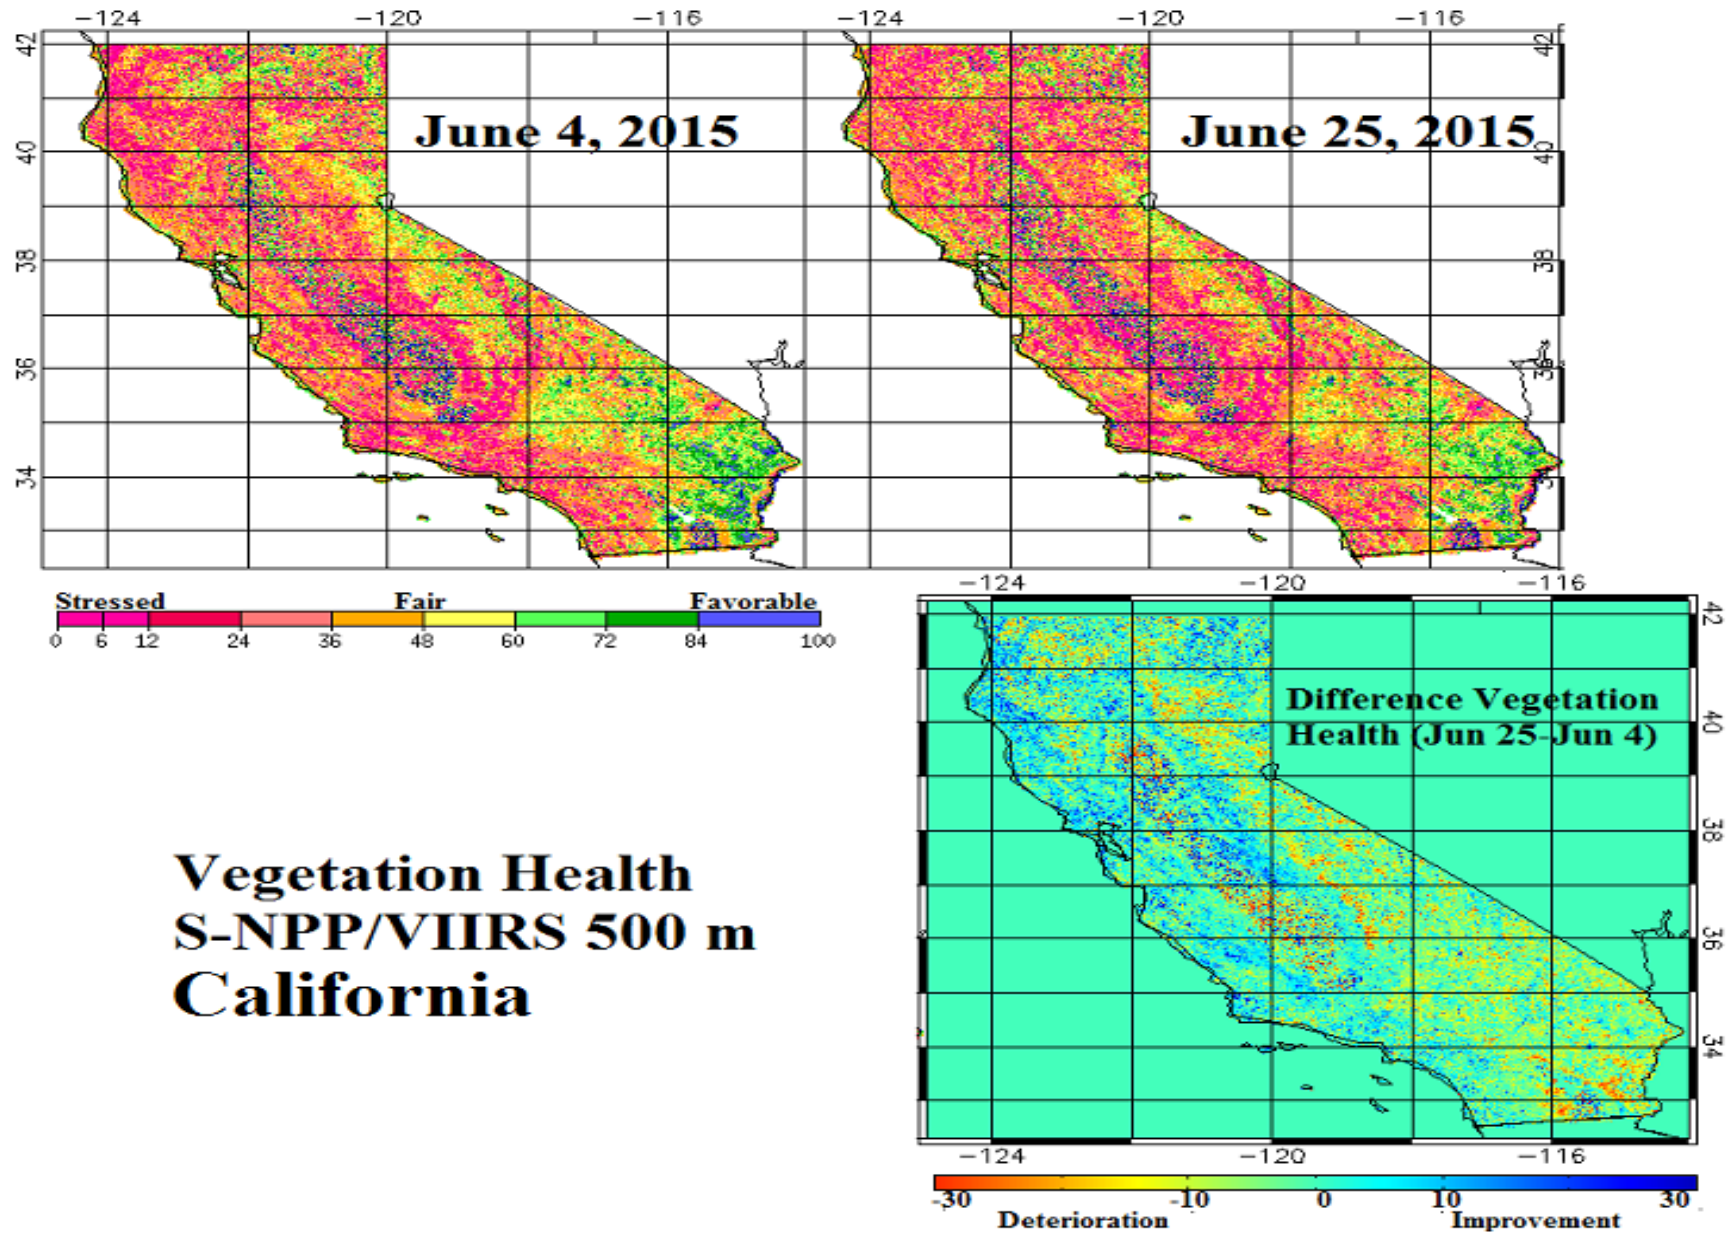 −124 −120 −116 −124 −120 −116
42 42
June 4, 2015 June 25, 2015
40 40
38 38
36 36
34 34
Stressed Fair Favorable
0 6 12 24 36 48 60 72 84 100
−124 −120 −116
42
Difference Vegetation
Health (Jun 25-Jun 4)
40
38
36
34
Vegetation Health
S-NPP/VIIRS 500 m
California
−124 −120 −116
-30 -10 0 10 30
Deterioration Improvement